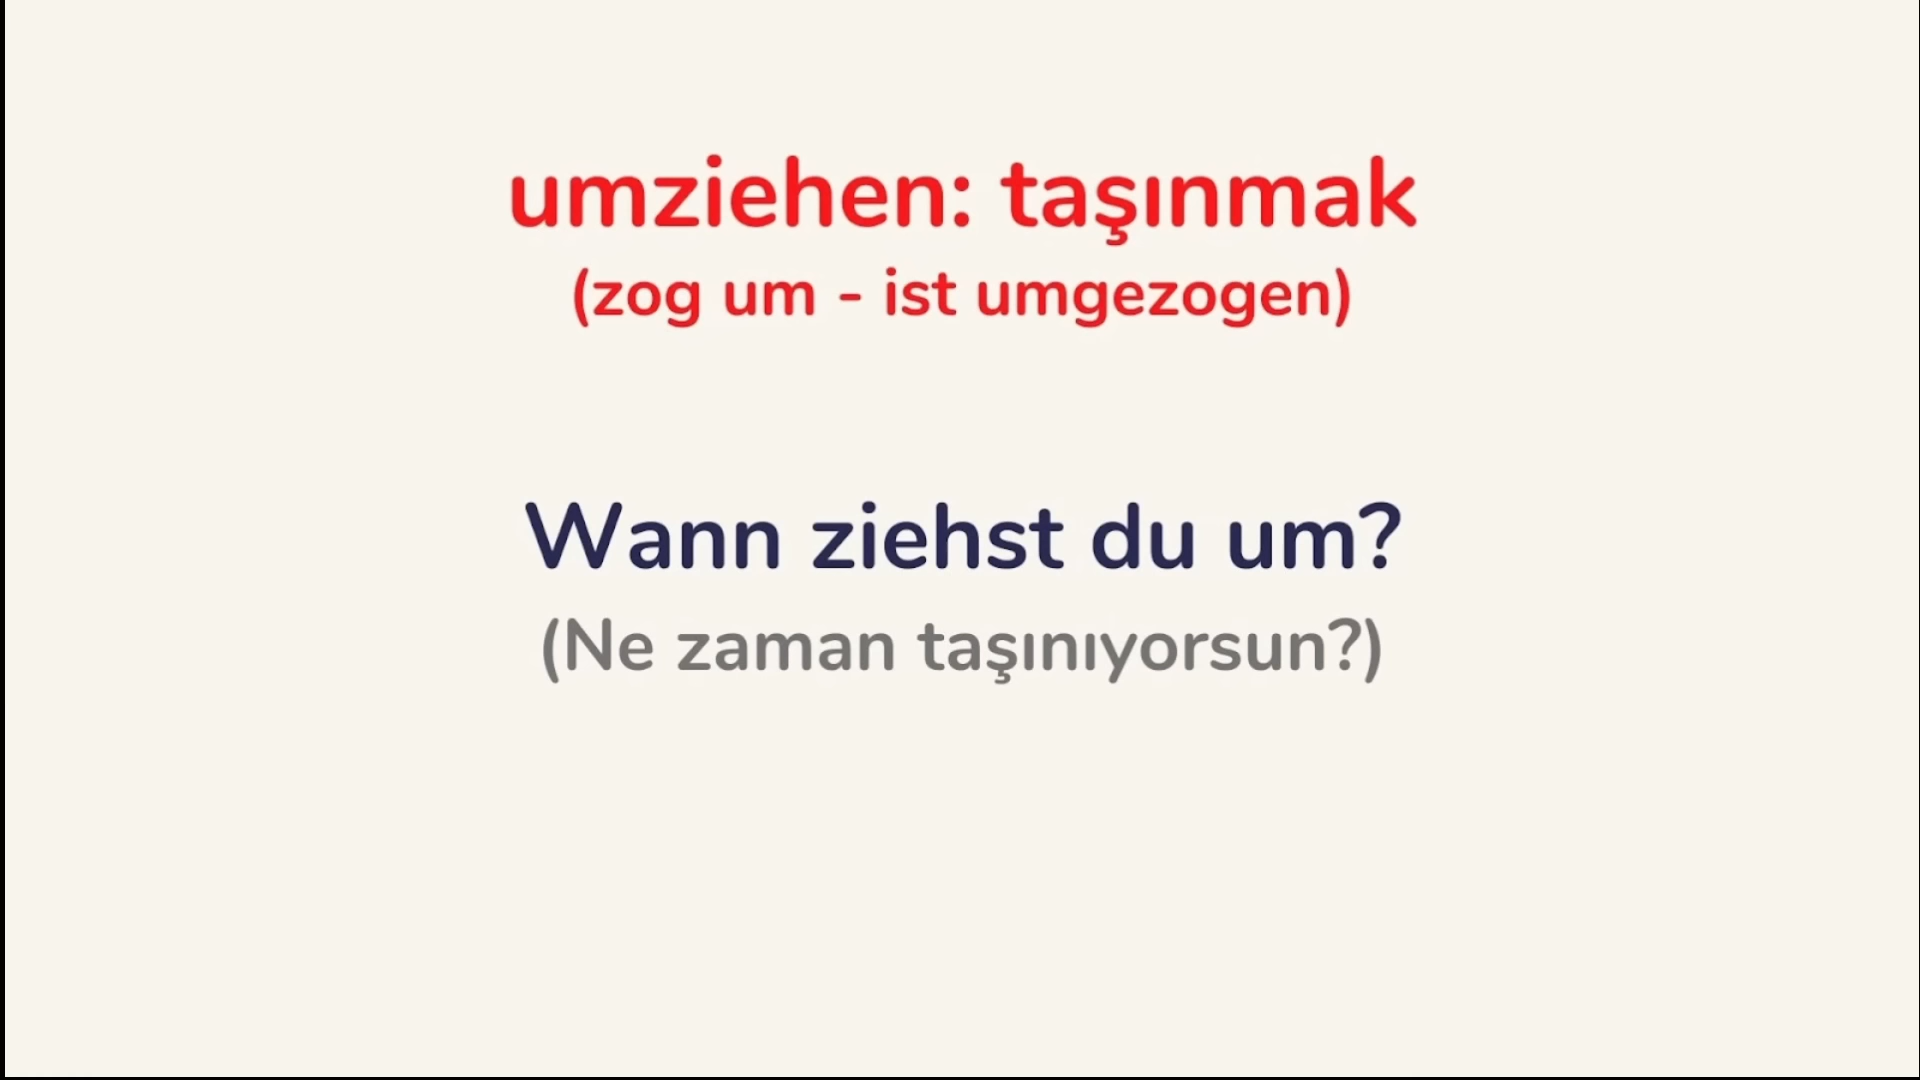 umziehen: taşınmak
(zog um - ist umgezogen)
Wann ziehst du um?
(Ne zaman taşınıyorsun?)